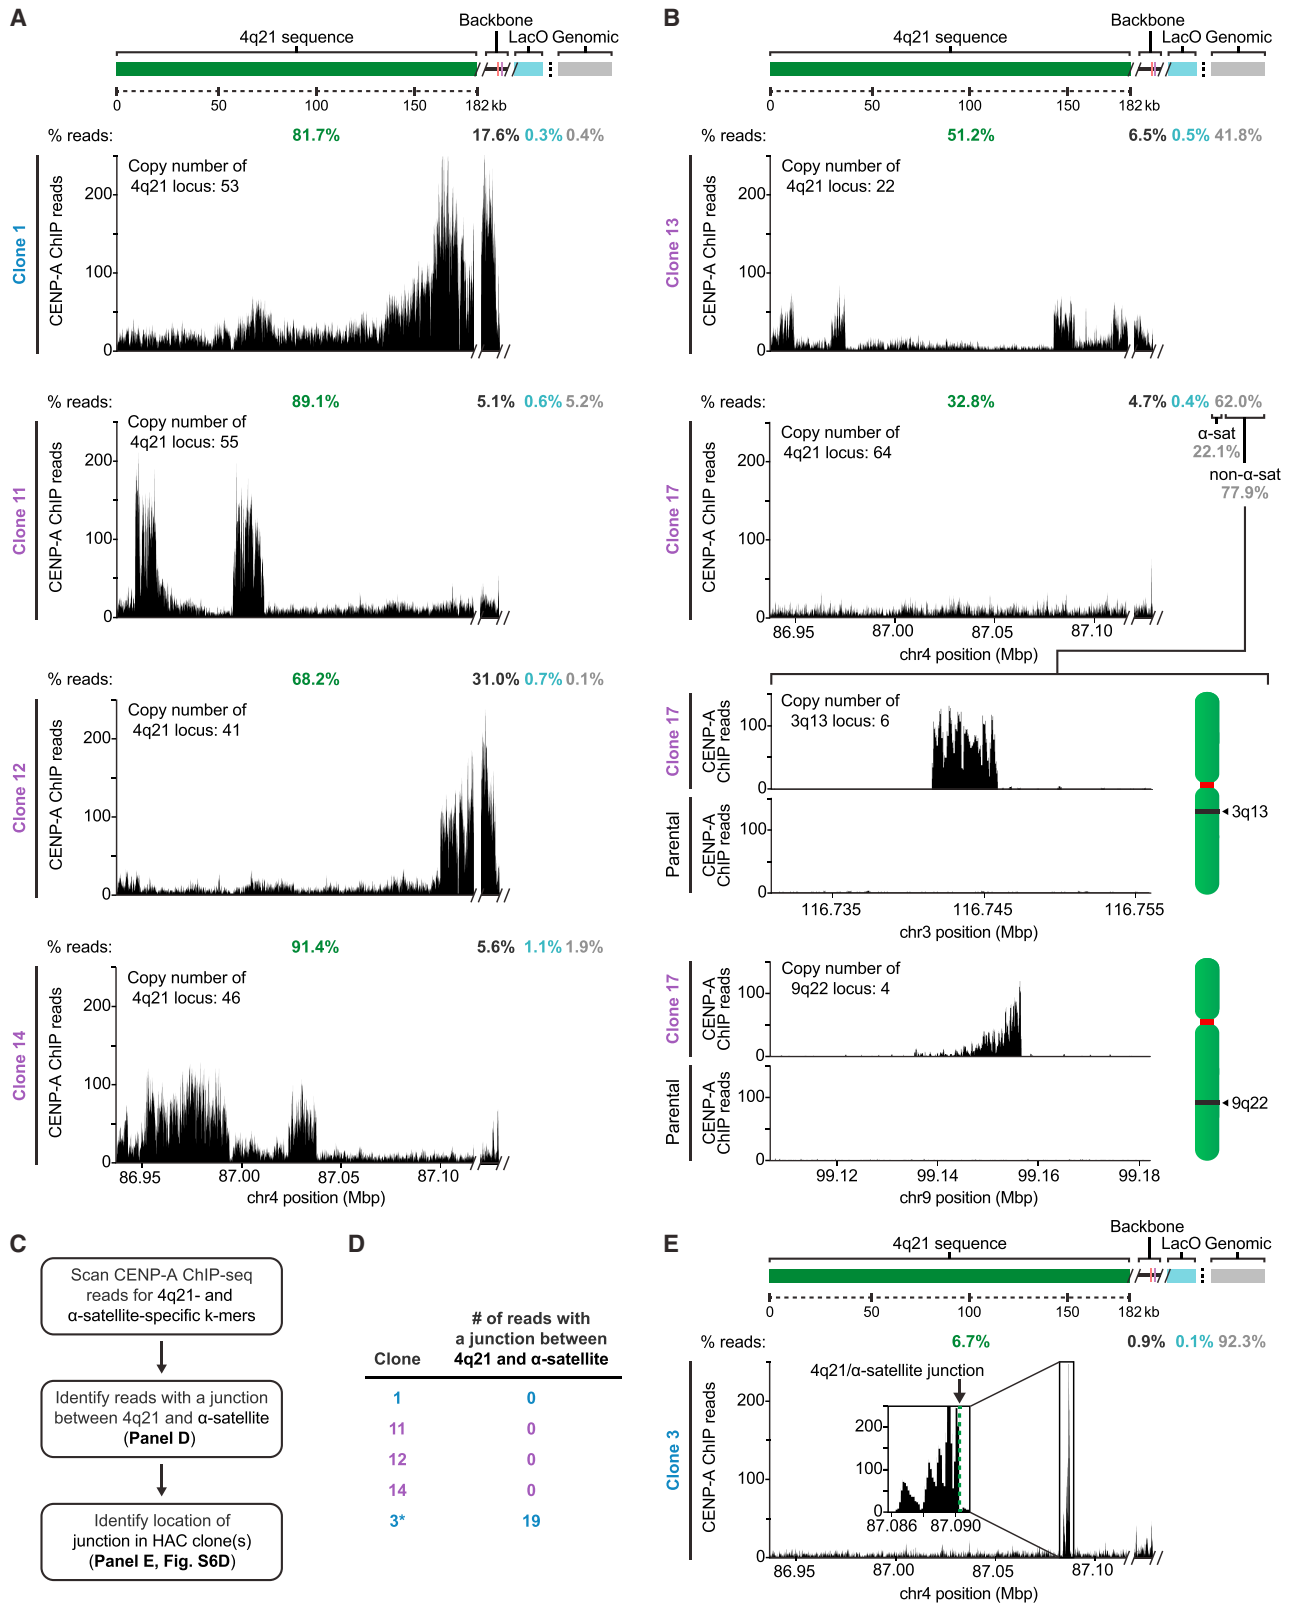 A
Backbone
4q21 sequence
LacO Genomic
0 50 100 150 182 kb
% reads: 81.7% 17.6% 0.3% 0.4%
Clone 1
CENP-A ChIP reads
Copy number of
4q21 locus: 53
200
100
0
% reads: 89.1% 5.1% 0.6% 5.2%
Clone 11
CENP-A ChIP reads
Copy number of
4q21 locus: 55
200
100
0
% reads: 68.2% 31.0% 0.7% 0.1%
Clone 12
CENP-A ChIP reads
Copy number of
4q21 locus: 41
200
100
0
% reads: 91.4% 5.6% 1.1% 1.9%
Clone 14
CENP-A ChIP reads
Copy number of
4q21 locus: 46
200
100
0
86.95 87.00 87.05 87.10
chr4 position (Mbp)
B
Backbone
4q21 sequence
LacO Genomic
0 50 100 150 182 kb
% reads: 51.2% 6.5% 0.5% 41.8%
Clone 13
CENP-A ChIP reads
Copy number of
4q21 locus: 22
200
100
0
% reads: 32.8% 4.7% 0.4% 62.0%
α-sat
22.1%
non-α-sat
77.9%
Clone 17
CENP-A ChIP reads
Copy number of
4q21 locus: 64
200
100
0
86.95 87.00 87.05 87.10
chr4 position (Mbp)
Clone 17
CENP-A
ChIP reads
Copy number of
3q13 locus: 6
100
0
3q13
Parental
CENP-A
ChIP reads
100
0
116.735 116.745 116.755
chr3 position (Mbp)
Clone 17
CENP-A
ChIP reads
Copy number of
9q22 locus: 4
100
0
9q22
Parental
CENP-A
ChIP reads
100
0
99.12 99.14 99.16 99.18
chr9 position (Mbp)
C
Scan CENP-A ChIP-seq
reads for 4q21- and
α-satellite-specific k-mers
Identify reads with a junction
between 4q21 and α-satellite
(Panel D)
Identify location of
junction in HAC clone(s)
(Panel E, Fig. S6D)
D
# of reads with
a junction between
Clone 4q21 and α-satellite
1 0
11 0
12 0
14 0
3* 19
E
Backbone
4q21 sequence
LacO Genomic
0 50 100 150 182 kb
% reads: 6.7% 0.9% 0.1% 92.3%
Clone 3
CENP-A ChIP reads
4q21/α-satellite junction
200
100
0
200
100
0
87.086 87.090
86.95 87.00 87.05 87.10
chr4 position (Mbp)